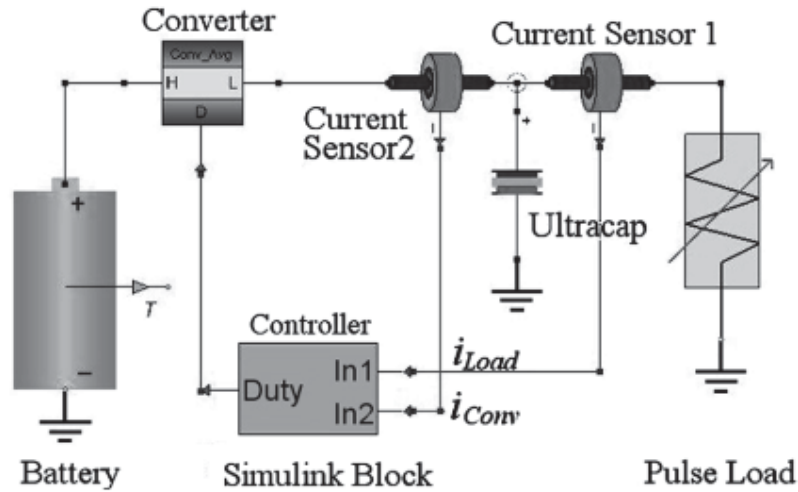 Converter
Current Sensor 1
Conv_Avg
H L
D
Current
Sensor2
I
I
+
Ultracap
+
T
−
Controller
Duty
In1
In2
iLoad
iConv
Battery
Simulink Block
Pulse Load